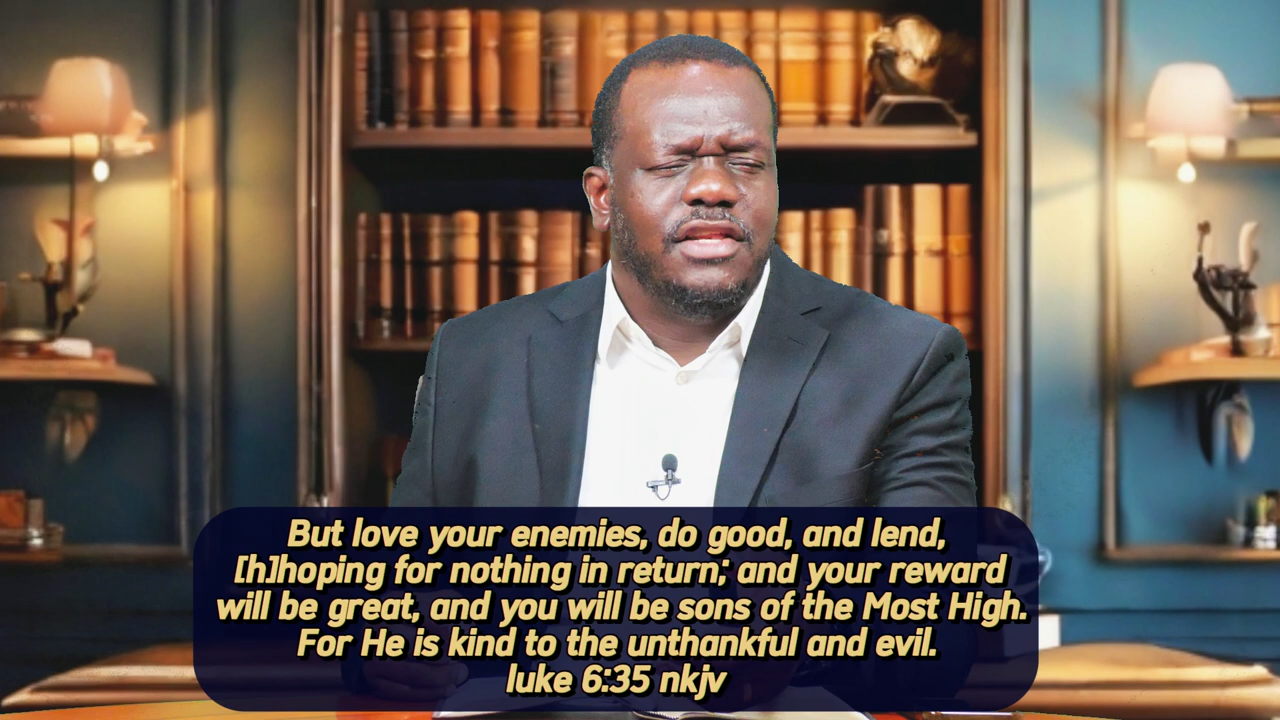 But love your enemies, do good, and lend,
[h]hoping for nothing in return; and your reward
will be great, and you will be sons of the Most High.
For He is kind to the unthankful and evil.
luke 6:35 nkjv